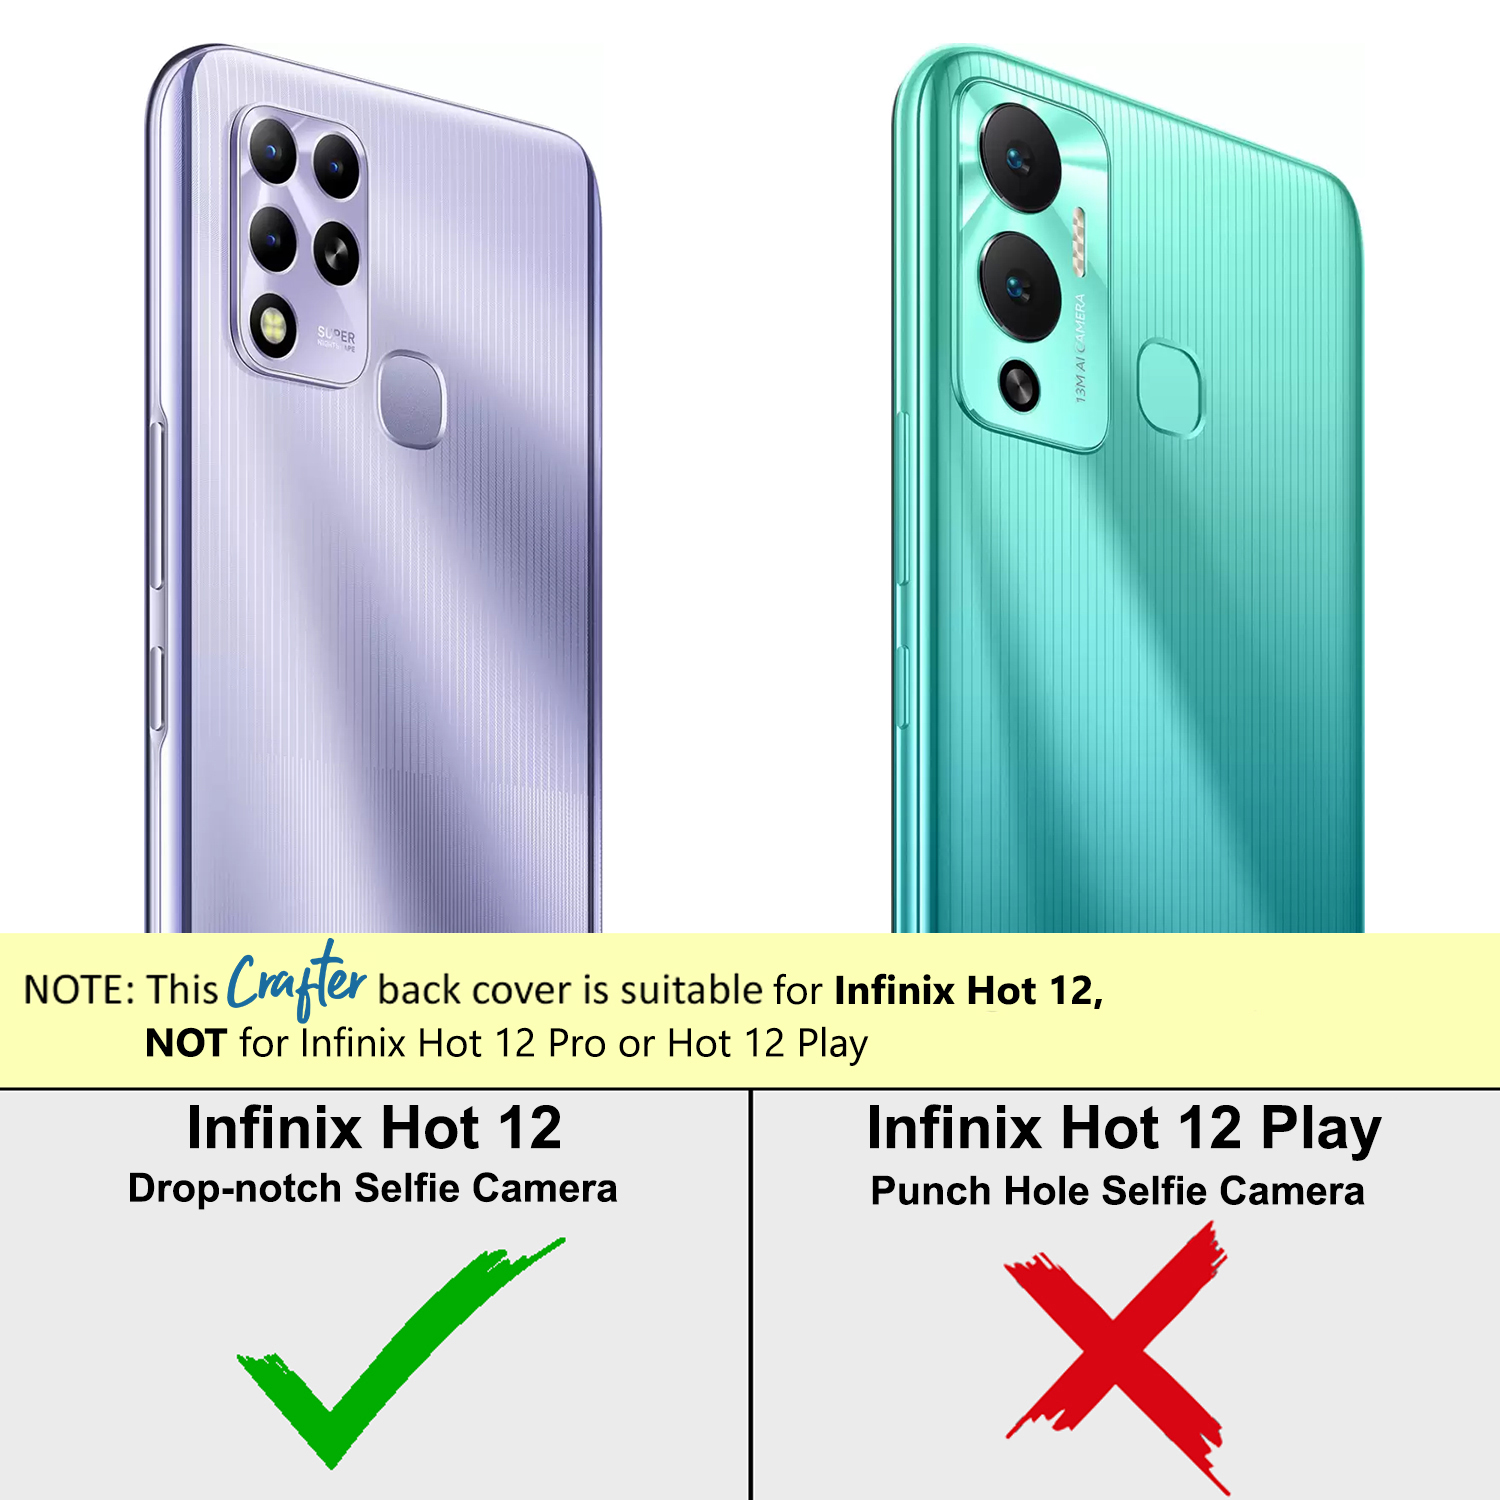 SUPER
13M AI CAMERA
NOTE: This Crafter back cover is suitable for Infinix Hot 12,
NOT for Infinix Hot 12 Pro or Hot 12 Play
Infinix Hot 12
Drop-notch Selfie Camera
Infinix Hot 12 Play
Punch Hole Selfie Camera